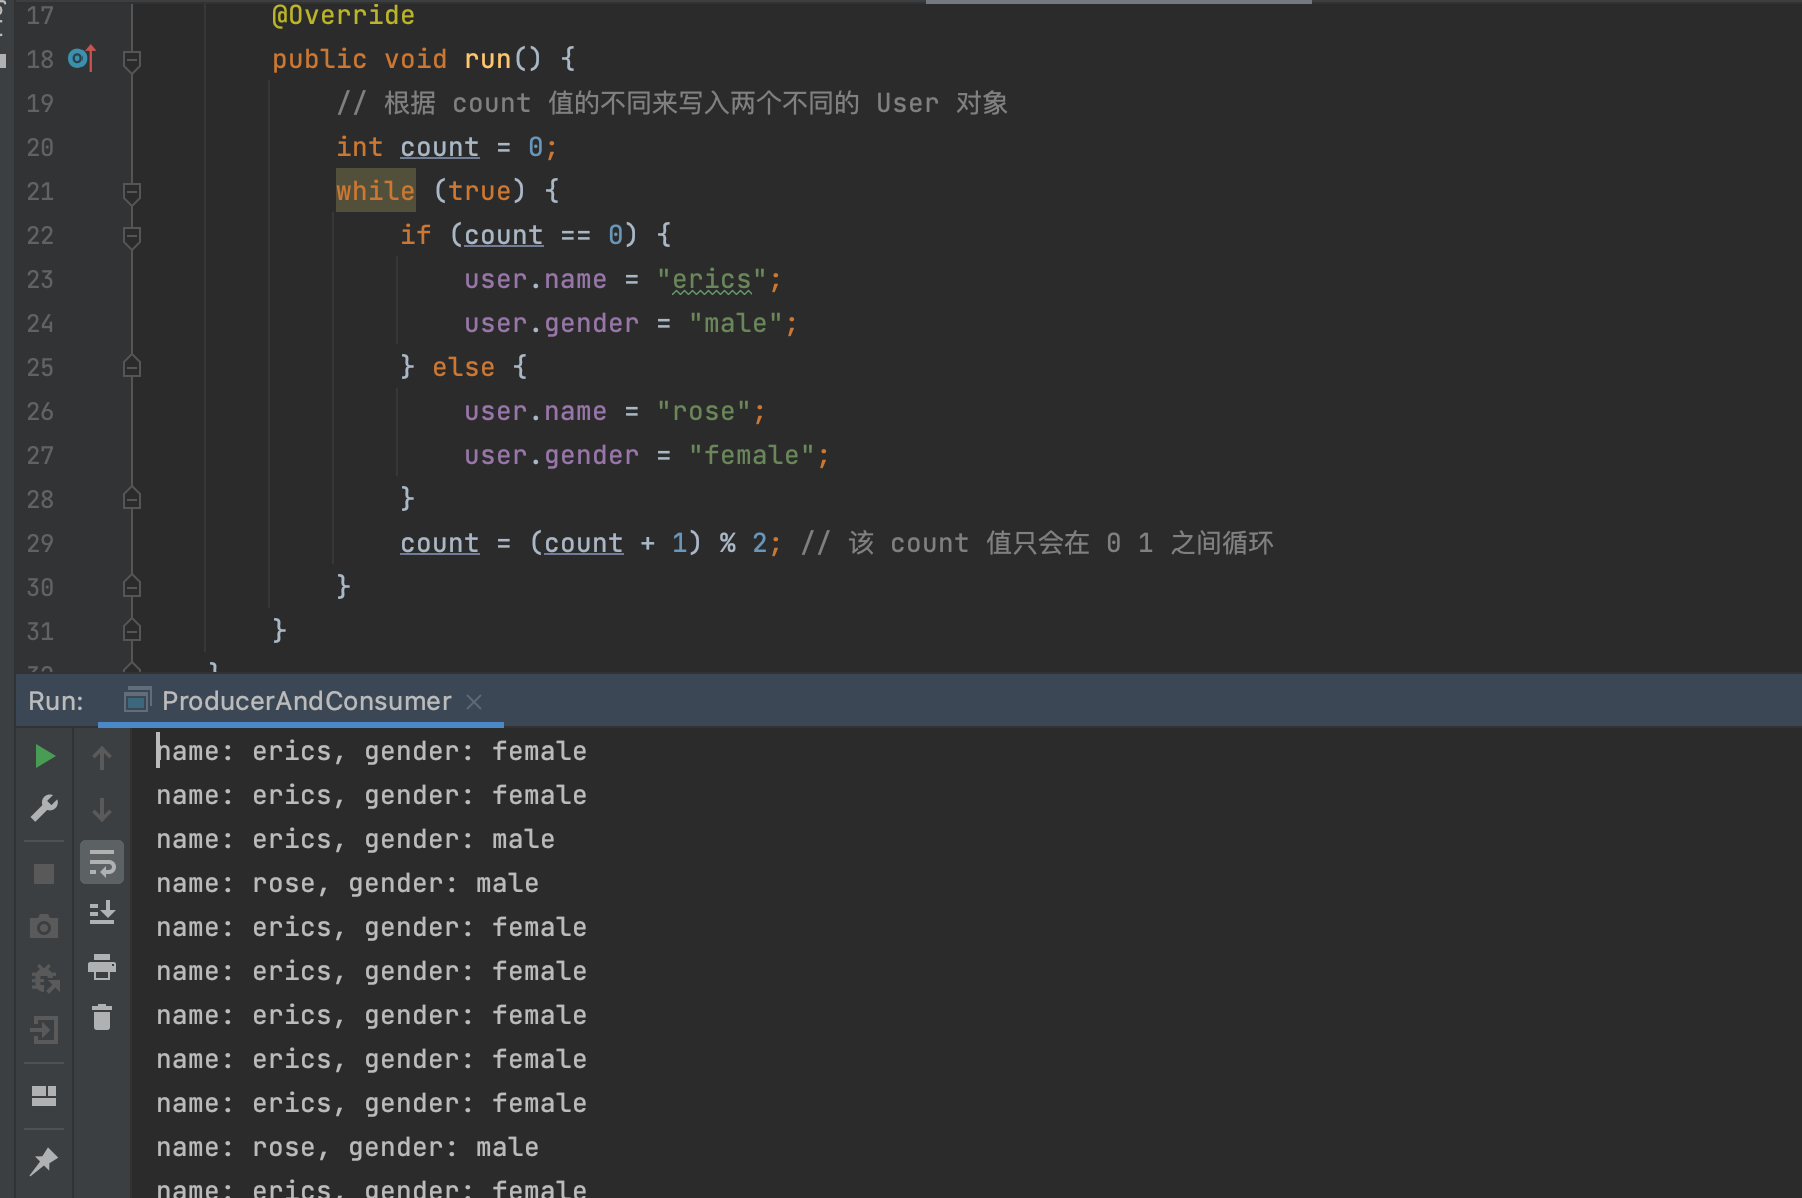 17 @Override
18 public void run() {
19 // 根据 count 值的不同来写入两个不同的 User 对象
20 int count = 0;
21 while (true) {
22 if (count == 0) {
23 user.name = "erics";
24 user.gender = "male";
25 } else {
26 user.name = "rose";
27 user.gender = "female";
28 }
29 count = (count + 1) % 2; // 该 count 值只会在 0 1 之间循环
30 }
31 }
}
Run: ProducerAndConsumer
name: erics, gender: female
name: erics, gender: female
name: erics, gender: male
name: rose, gender: male
name: erics, gender: female
name: erics, gender: female
name: erics, gender: female
name: erics, gender: female
name: erics, gender: female
name: rose, gender: male
name: erics, gender: female